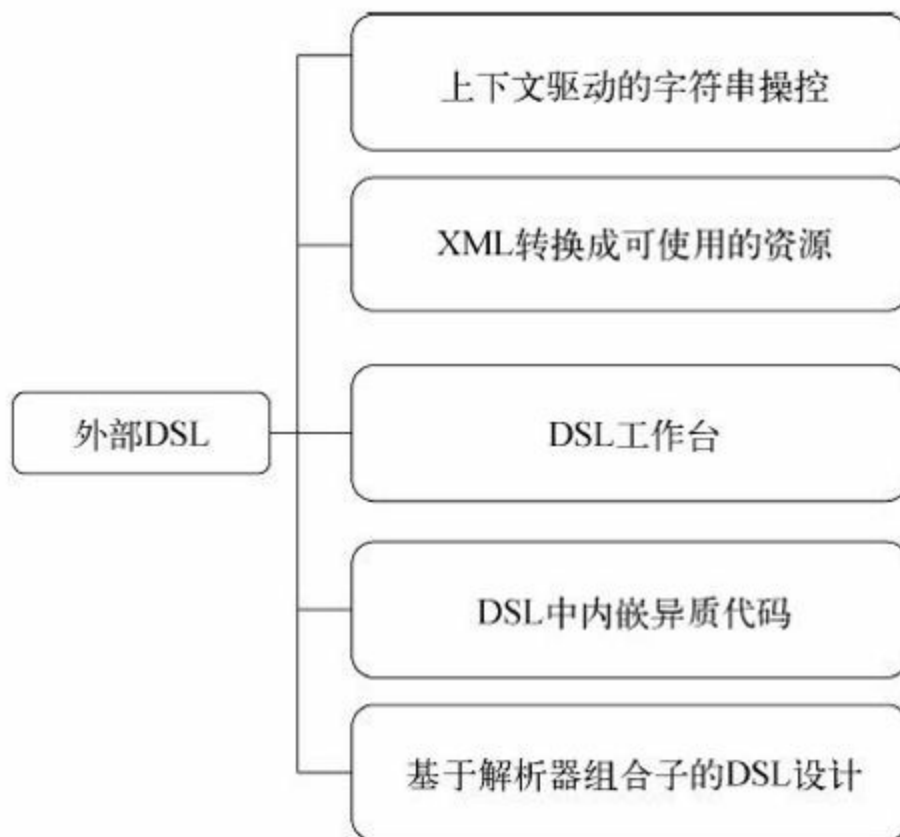 上下文驱动的字符串操控
XML转换成可使用的资源
外部DSL
DSL工作台
DSL中内嵌异质代码
基于解析器组合子的DSL设计